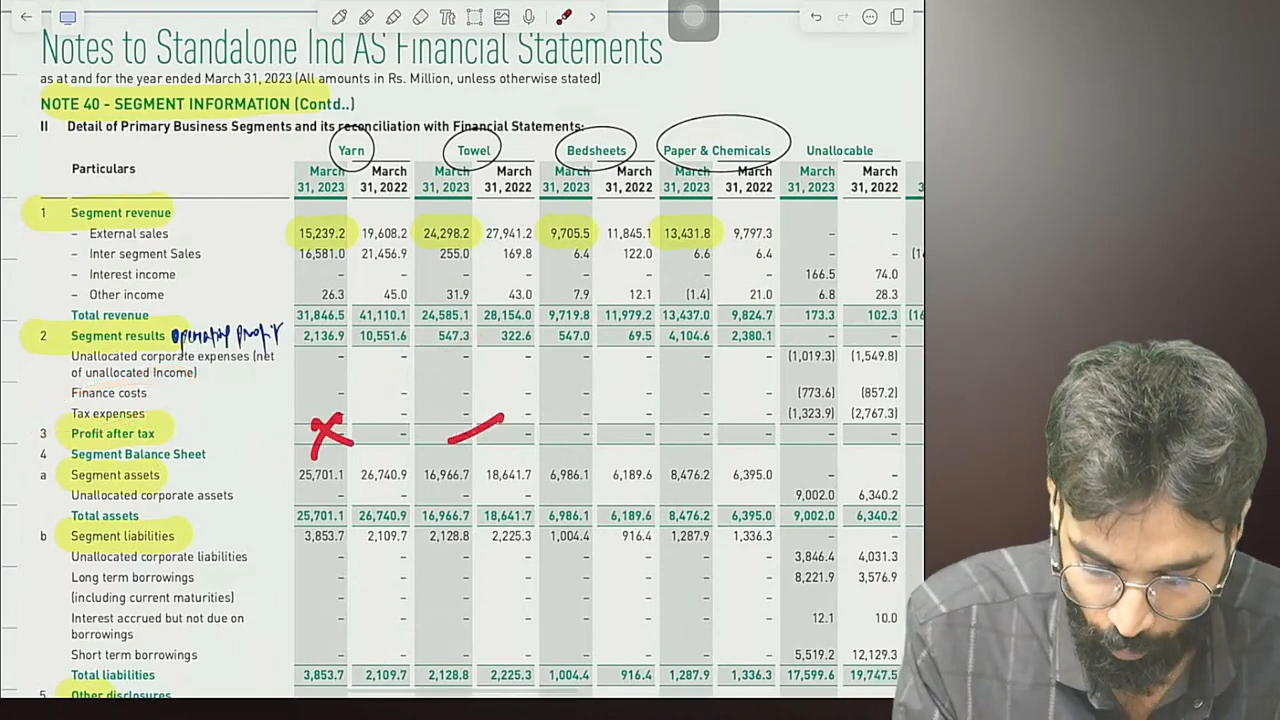 Notes to Standalone Ind AS Financial Statements
as at and for the year ended March 31, 2023 (All amounts in Rs. Million, unless otherwise stated)
NOTE 40 - SEGMENT INFORMATION (Contd..)
II Detail of Primary Business Segments and its reconciliation with Financial Statements:
Yarn Towel Bedsheets Paper & Chemicals Unallocable
Particulars March 31, 2023 March 31, 2022 March 31, 2023 March 31, 2022 March 31, 2023 March 31, 2022 March 31, 2023 March 31, 2022 March 31, 2023 March 31, 2022
1 Segment revenue
– External sales 15,239.2 19,608.2 24,298.2 27,941.2 9,705.5 11,845.1 13,431.8 9,797.3 – –
– Inter segment Sales 16,581.0 21,456.9 255.0 169.8 6.4 122.0 6.6 6.4 – –
– Interest income – – – – – – – – 166.5 74.0
– Other income 26.3 45.0 31.9 43.0 7.9 12.1 (1.4) 21.0 6.8 28.3
Total revenue 31,846.5 41,110.1 24,585.1 28,154.0 9,719.8 11,979.2 13,437.0 9,824.7 173.3 102.3 (16
2 Segment results operating profit 2,136.9 10,551.6 547.3 322.6 547.0 69.5 4,104.6 2,380.1 – –
Unallocated corporate expenses (net – – – – – – – – (1,019.3) (1,549.8)
of unallocated Income)
Finance costs – – – – – – – – (773.6) (857.2)
Tax expenses – – – – – – – – (1,323.9) (2,767.3)
3 Profit after tax – – – – – – – – –
4 Segment Balance Sheet
a Segment assets 25,701.1 26,740.9 16,966.7 18,641.7 6,986.1 6,189.6 8,476.2 6,395.0 – –
Unallocated corporate assets – – – – – – – – 9,002.0 6,340.2
Total assets 25,701.1 26,740.9 16,966.7 18,641.7 6,986.1 6,189.6 8,476.2 6,395.0 9,002.0 6,340.2
b Segment liabilities 3,853.7 2,109.7 2,128.8 2,225.3 1,004.4 916.4 1,287.9 1,336.3 – –
Unallocated corporate liabilities – – – – – – – – 3,846.4 4,031.3
Long term borrowings – – – – – – – – 8,221.9 3,576.9
(including current maturities) – – – – – – – –
Interest accrued but not due on – – – – – – – – 12.1 10.0
borrowings
Short term borrowings – – – – – – – – 5,519.2 12,129.3
Total liabilities 3,853.7 2,109.7 2,128.8 2,225.3 1,004.4 916.4 1,287.9 1,336.3 17,599.6 19,747.5
5 Other disclosures